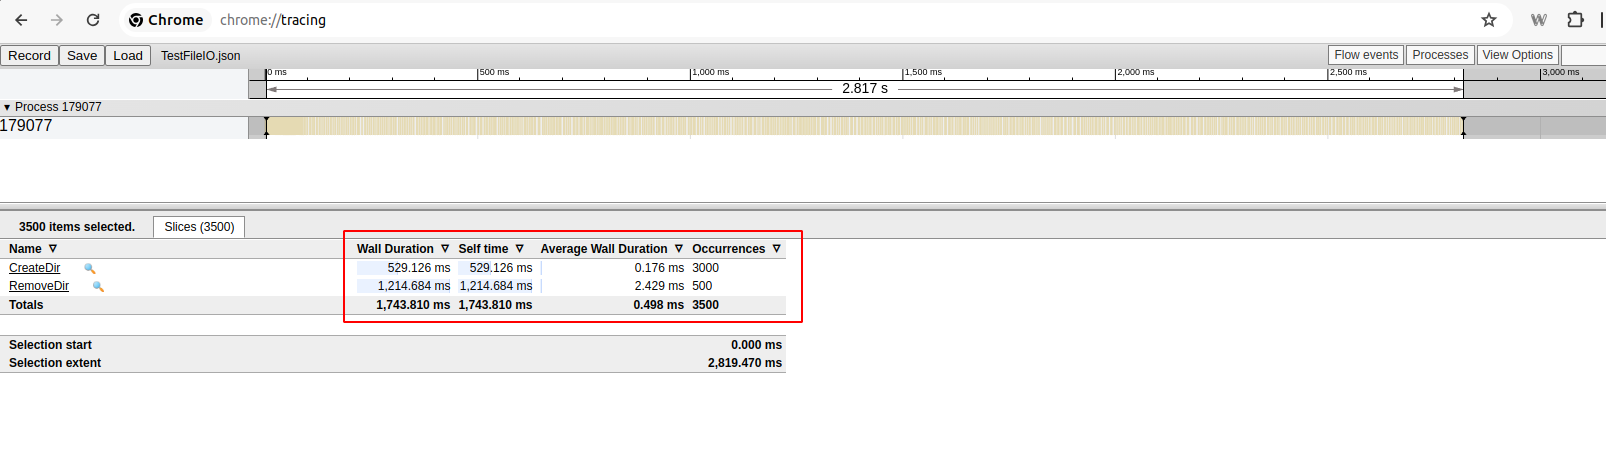 Chrome chrome://tracing
Record Save Load TestFileIO.json Flow events Processes View Options
0 ms 500 ms 1,000 ms 1,500 ms 2,000 ms 2,500 ms 3,000 ms
2.817 s
▼ Process 179077
179077
3500 items selected. Slices (3500)
Name ▽ Wall Duration ▽ Self time ▽ Average Wall Duration ▽ Occurrences ▽
CreateDir 529.126 ms 529.126 ms 0.176 ms 3000
RemoveDir 1,214.684 ms 1,214.684 ms 2.429 ms 500
Totals 1,743.810 ms 1,743.810 ms 0.498 ms 3500
Selection start 0.000 ms
Selection extent 2,819.470 ms